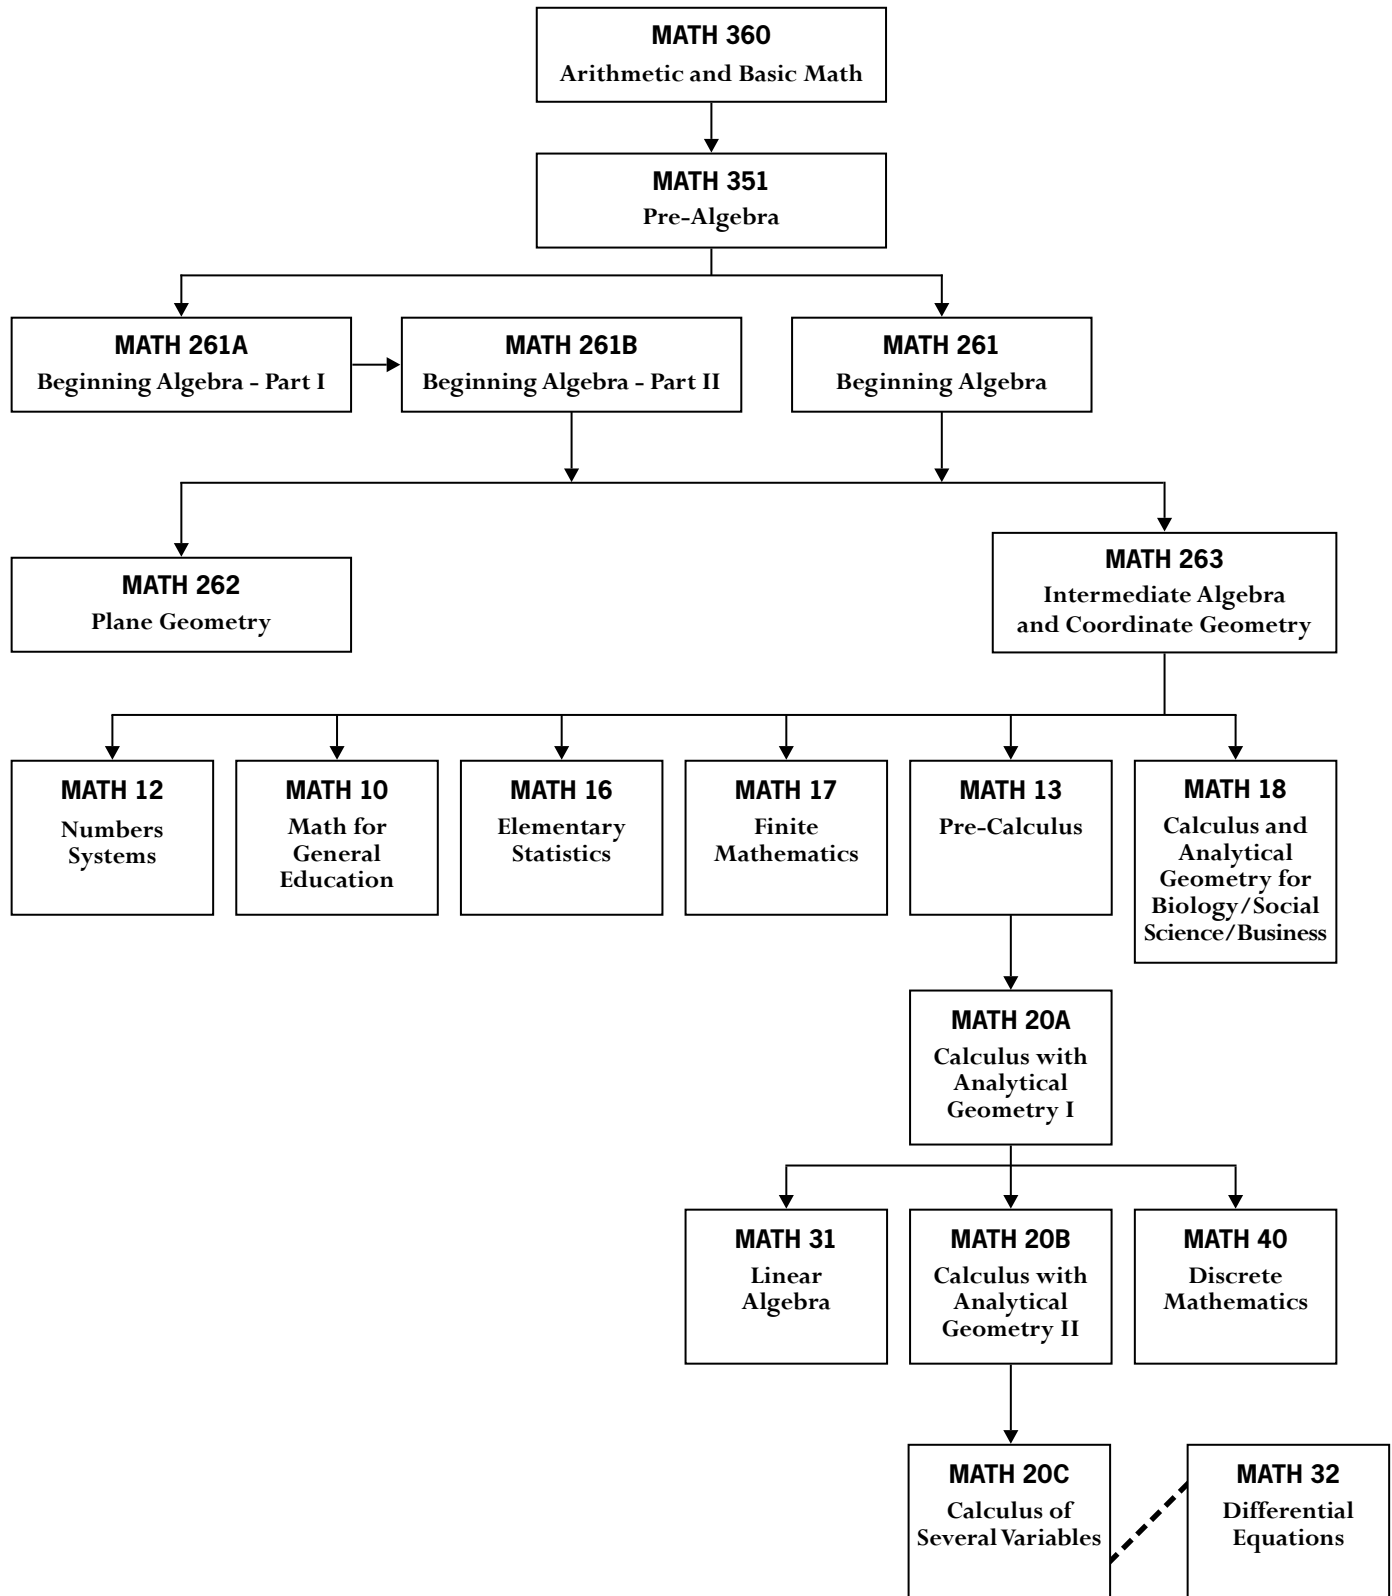 MATH 360
Arithmetic and Basic Math
MATH 351
Pre-Algebra
MATH 261A
Beginning Algebra - Part I
MATH 261B
Beginning Algebra - Part II
MATH 261
Beginning Algebra
MATH 262
Plane Geometry
MATH 263
Intermediate Algebra
and Coordinate Geometry
MATH 12
Numbers
Systems
MATH 10
Math for
General
Education
MATH 16
Elementary
Statistics
MATH 17
Finite
Mathematics
MATH 13
Pre-Calculus
MATH 18
Calculus and
Analytical
Geometry for
Biology/Social
Science/Business
MATH 20A
Calculus with
Analytical
Geometry I
MATH 31
Linear
Algebra
MATH 20B
Calculus with
Analytical
Geometry II
MATH 40
Discrete
Mathematics
MATH 20C
Calculus of
Several Variables
MATH 32
Differential
Equations